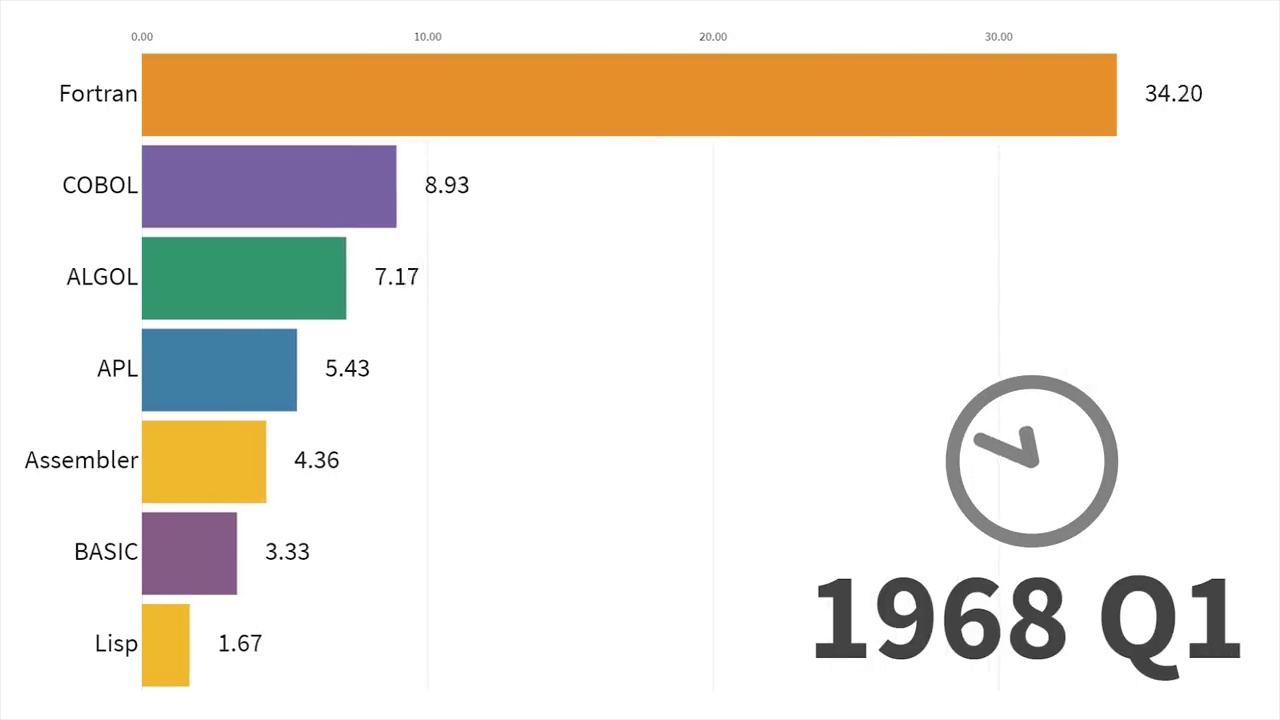 0.00 10.00 20.00 30.00
Fortran 34.20
COBOL 8.93
ALGOL 7.17
APL 5.43
Assembler 4.36
BASIC 3.33
Lisp 1.67
1968 Q1